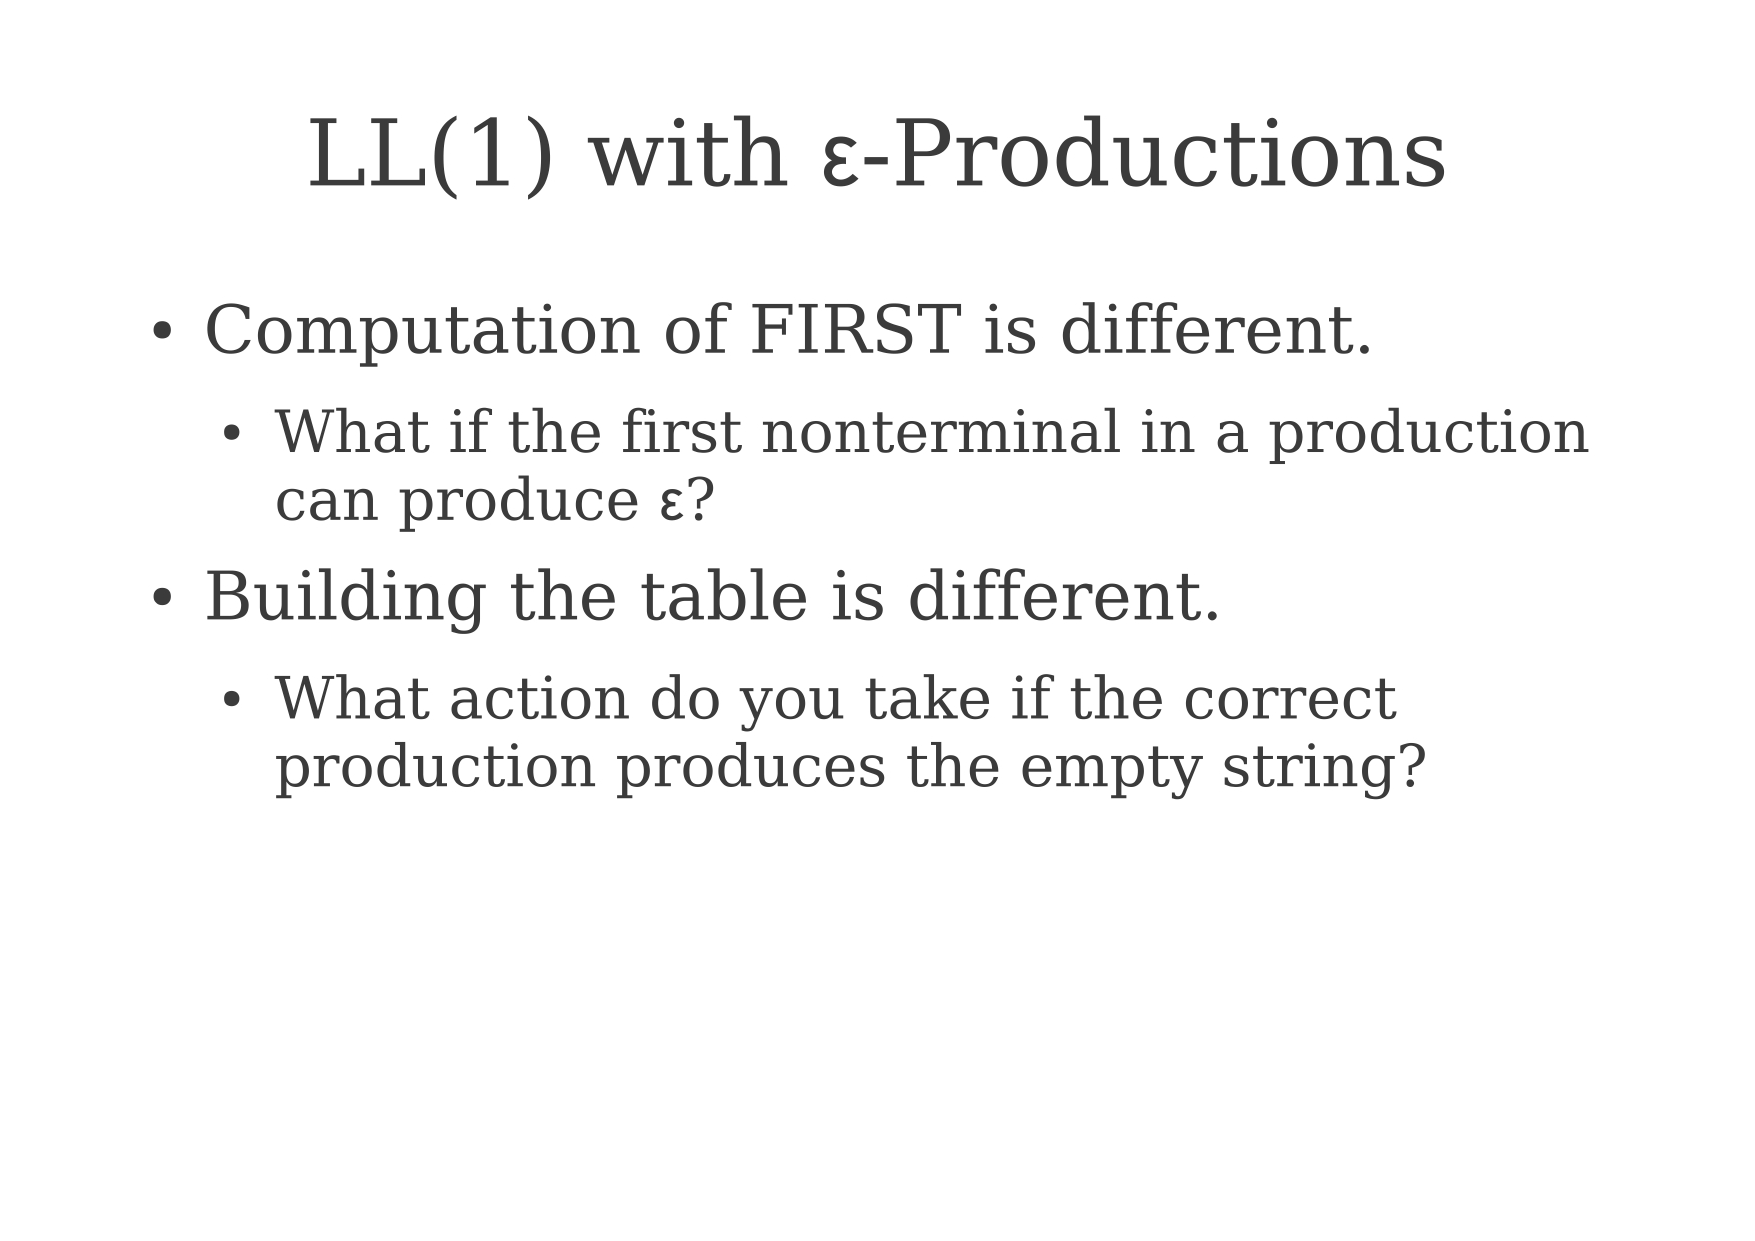 LL(1) with ε-Productions
• Computation of FIRST is different.
• What if the first nonterminal in a production
can produce ε?
• Building the table is different.
• What action do you take if the correct
production produces the empty string?